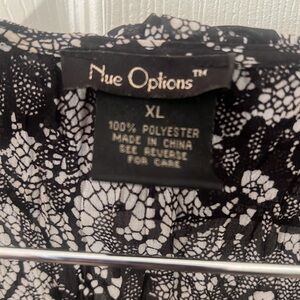 Nue Options™
XL
100% POLYESTER
MADE IN CHINA
SEE REVERSE
FOR CARE